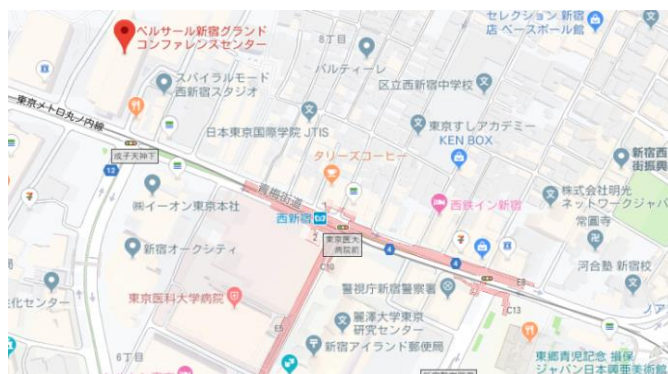 ベルサール新宿グランド
コンファレンスセンター
8丁目
セレクション 新宿
店 ベースボール館
バルティーレ
スパイラルモード
西新宿スタジオ
区立西新宿中学校
東京メトロ丸ノ内線
日本東京国際学院 JTIS
東京すしアカデミー
KEN BOX
成子天神下
タリーズコーヒー
新宿西
街振興
12
青梅街道
㈱イーオン東京本社
西鉄イン新宿
株式会社明光
ネットワークジャパ
西新宿
1
2
常圓寺
新宿オークシティ
東京医大
病院前
4
4
河合塾 新宿校
C10
E8
警視庁新宿警察署
東京医科大学病院
C13
ノア
麗澤大学東京
研究センター
E5
6丁目
新宿アイランド郵便局
東郷青児記念 損保
ジャパン日本興亜美術館